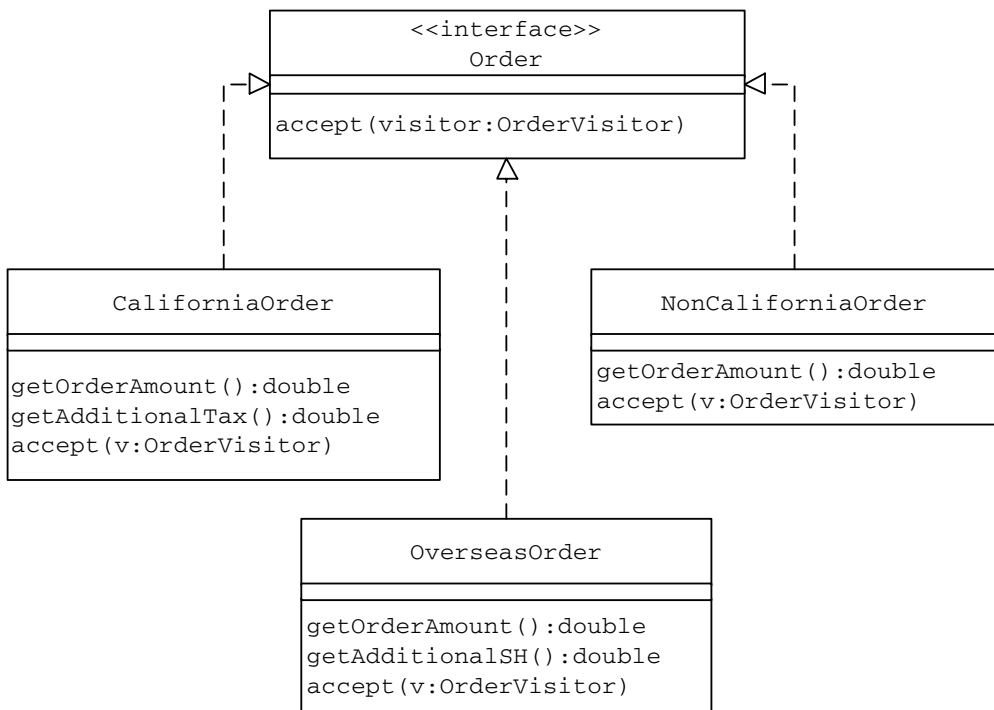 <<interface>>
Order
accept(visitor:OrderVisitor)
CaliforniaOrder
getOrderAmount():double
getAdditionalTax():double
accept(v:OrderVisitor)
NonCaliforniaOrder
getOrderAmount():double
accept(v:OrderVisitor)
OverseasOrder
getOrderAmount():double
getAdditionalSH():double
accept(v:OrderVisitor)